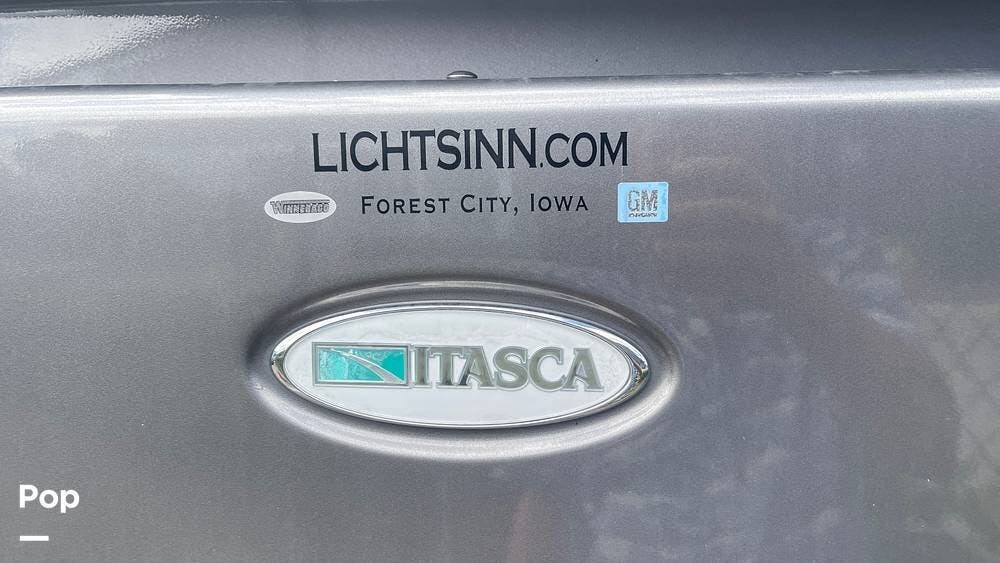 LICHTSINN.COM
WINNEBAGO FOREST CITY, IOWA GM
ITASCA
Pop